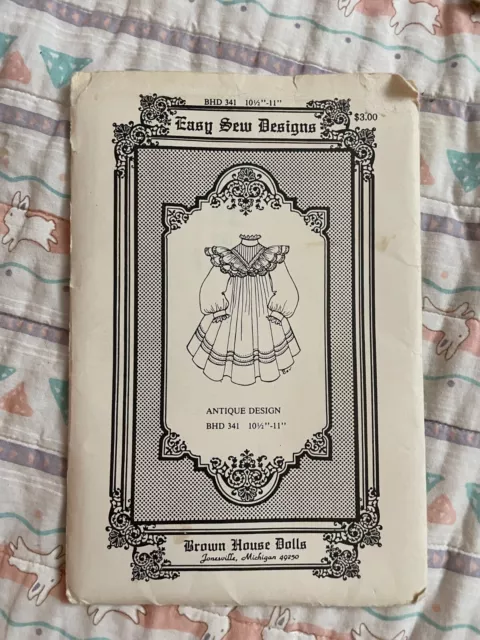 BHD 341 10½"-11"
Easy Sew Designs
$3.00
ANTIQUE DESIGN
BHD 341 10½"-11"
Brown House Dolls
Jonesville, Michigan 49250